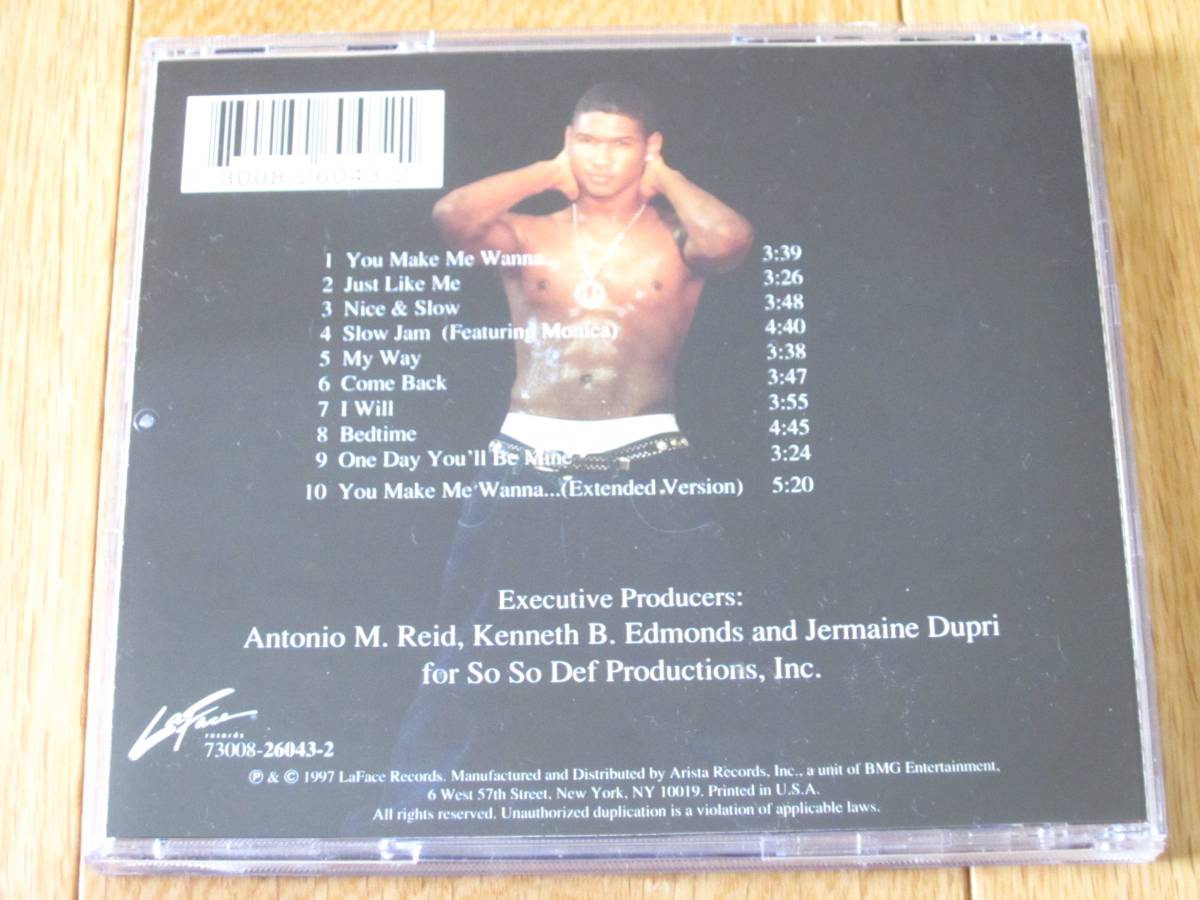 3008-26043-2
1 You Make Me Wanna... 3:39
2 Just Like Me 3:26
3 Nice & Slow 3:48
4 Slow Jam (Featuring Monica) 4:40
5 My Way 3:38
6 Come Back 3:47
7 I Will 3:55
8 Bedtime 4:45
9 One Day You'll Be Mine 3:24
10 You Make Me Wanna...(Extended Version) 5:20
Executive Producers:
Antonio M. Reid, Kenneth B. Edmonds and Jermaine Dupri
for So So Def Productions, Inc.
LaFace
records
73008-26043-2
℗ & © 1997 LaFace Records. Manufactured and Distributed by Arista Records, Inc., a unit of BMG Entertainment,
6 West 57th Street, New York, NY 10019. Printed in U.S.A.
All rights reserved. Unauthorized duplication is a violation of applicable laws.